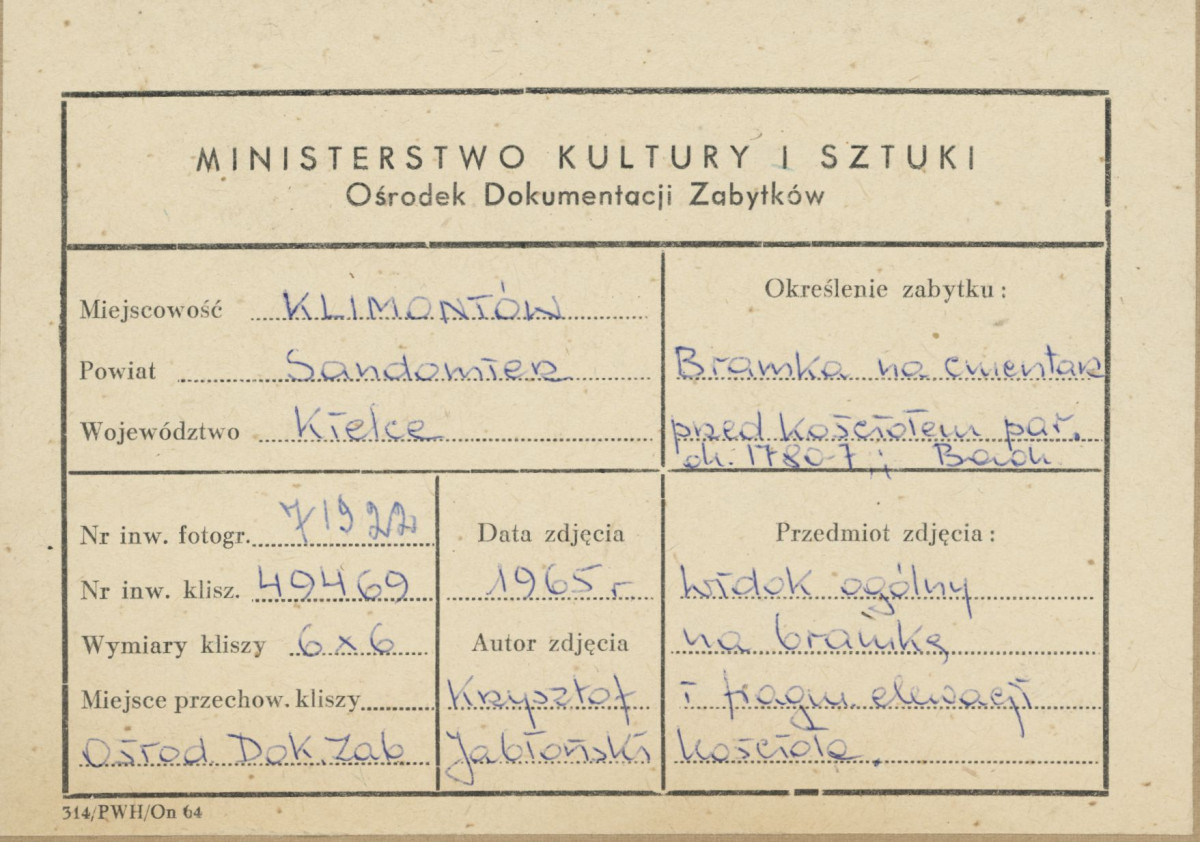 MINISTERSTWO KULTURY I SZTUKI
Ośrodek Dokumentacji Zabytków
Miejscowość KLIMONTÓW
Powiat Sandomierz
Województwo Kielce
Określenie zabytku:
Bramka na cmentarz
przed kościołem par.
ok. 1780-7
Nr inw. fotogr. 71922
Nr inw. klisz. 49469
Wymiary kliszy 6 x 6
Miejsce przechow. kliszy
Ośrod. Dok. Zab
Data zdjęcia
1965 r.
Autor zdjęcia
Krzysztof
Jabłoński
Przedmiot zdjęcia:
Widok ogólny
na bramkę
i fragm. elewacji
kościoła.
314/PWH/On 64